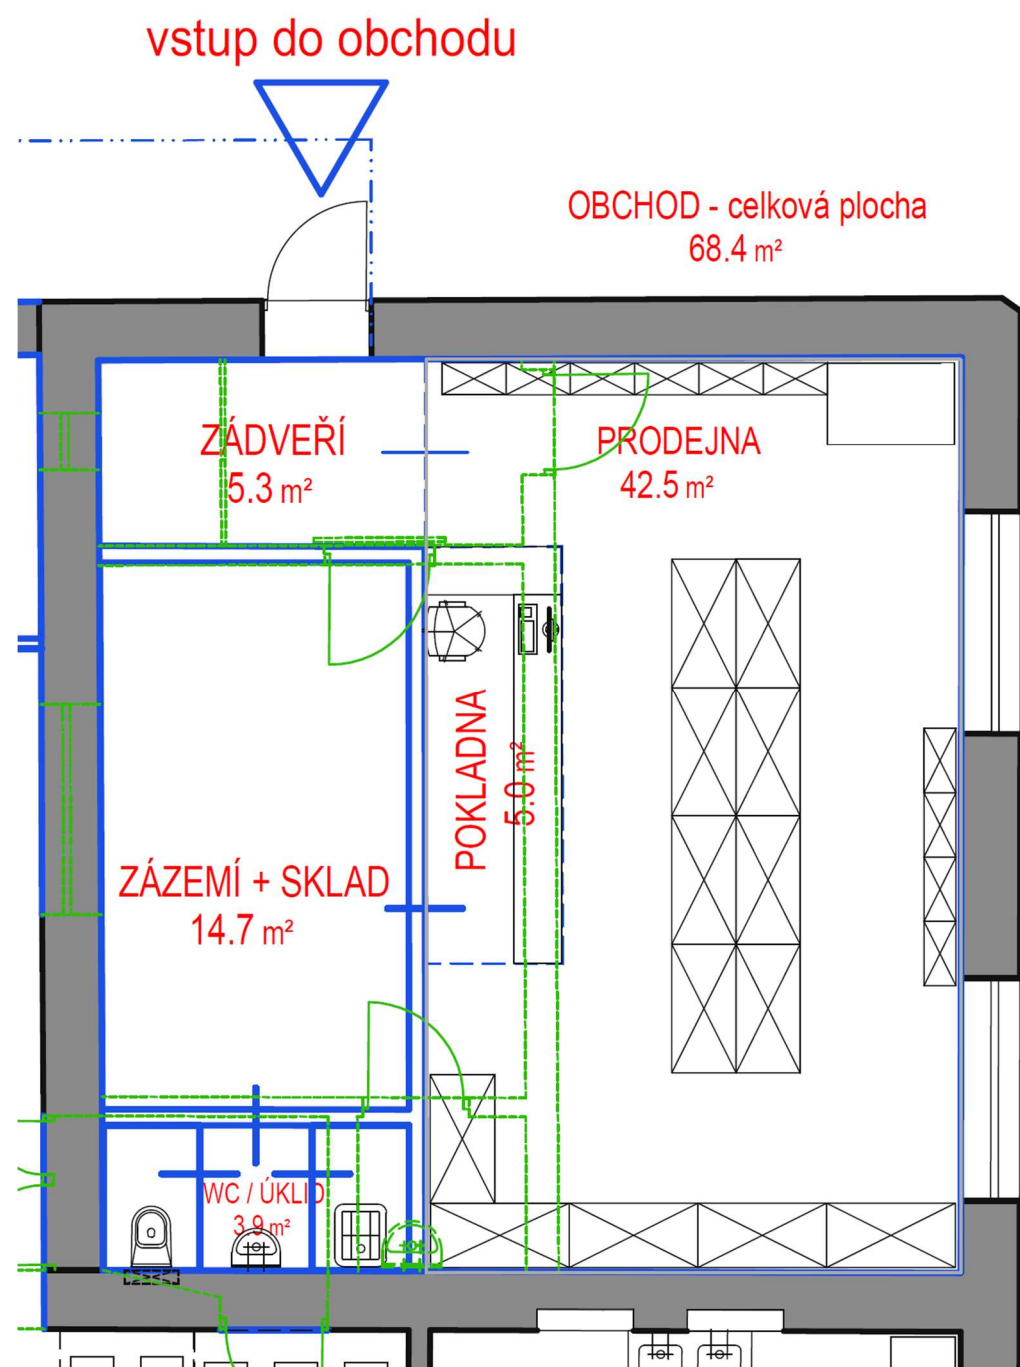 vstup do obchodu
OBCHOD - celková plocha
68.4 m²
ZÁDVEŘÍ
5.3 m²
PRODEJNA
42.5 m²
POKLADNA
5.0 m²
ZÁZEMÍ + SKLAD
14.7 m²
WC / ÚKLID
3.9 m²